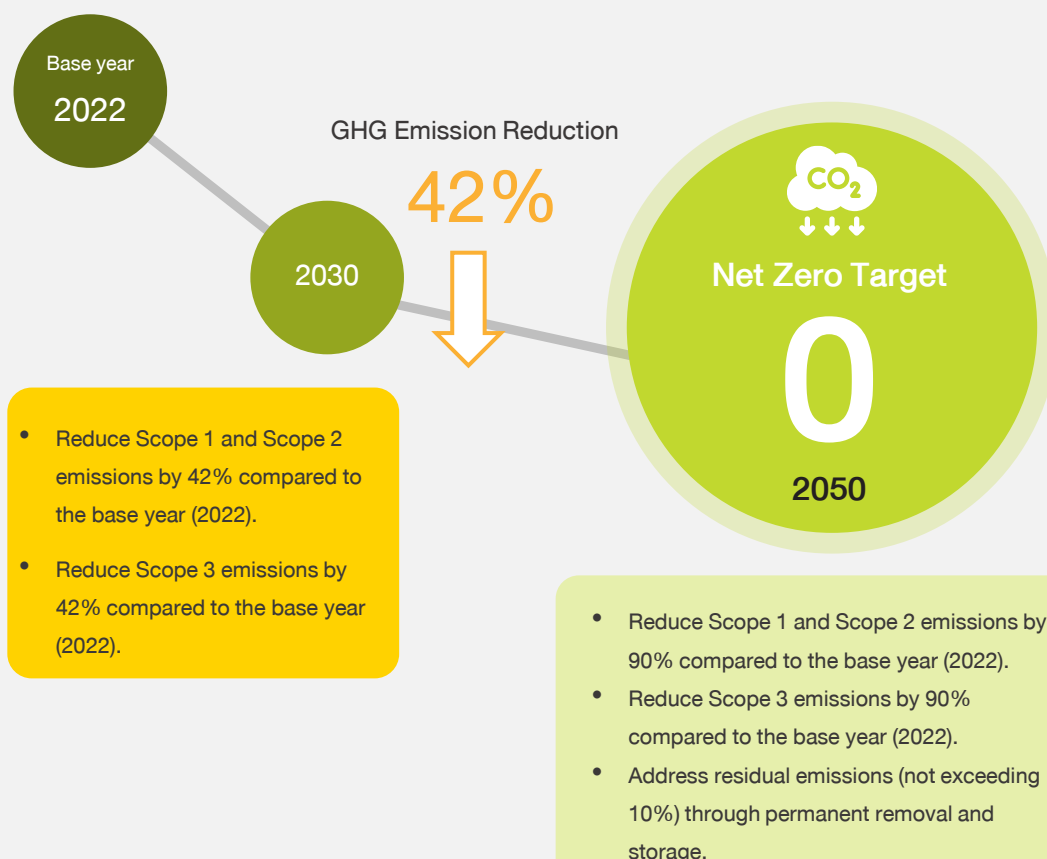 Base year
2022
GHG Emission Reduction
42%
2030
CO₂
Net Zero Target
0
2050
• Reduce Scope 1 and Scope 2
emissions by 42% compared to
the base year (2022).
• Reduce Scope 3 emissions by
42% compared to the base year
(2022).
• Reduce Scope 1 and Scope 2 emissions by
90% compared to the base year (2022).
• Reduce Scope 3 emissions by 90%
compared to the base year (2022).
• Address residual emissions (not exceeding
10%) through permanent removal and
storage.